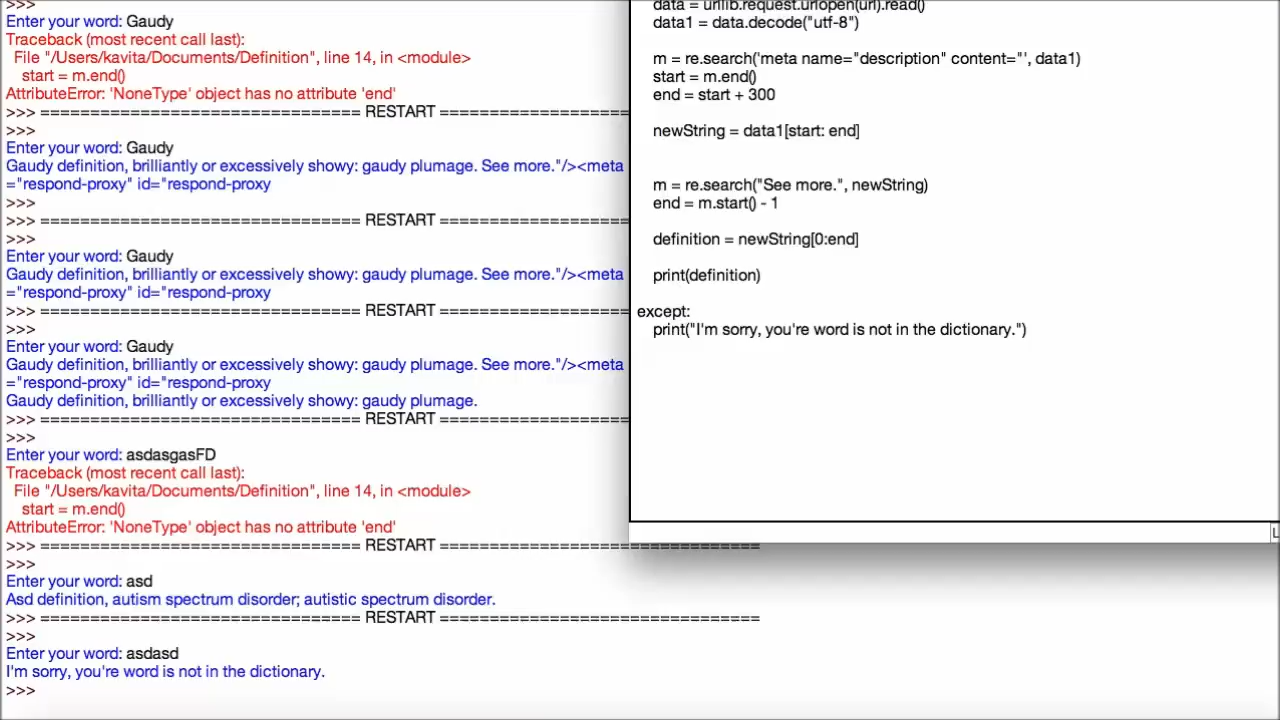 >>>
Enter your word: Gaudy
Traceback (most recent call last):
File "/Users/kavita/Documents/Definition", line 14, in <module>
start = m.end()
AttributeError: 'NoneType' object has no attribute 'end'
>>> ================================ RESTART ===================
>>>
Enter your word: Gaudy
Gaudy definition, brilliantly or excessively showy: gaudy plumage. See more."/><meta
="respond-proxy" id="respond-proxy
>>>
>>> ================================ RESTART ===================
>>>
Enter your word: Gaudy
Gaudy definition, brilliantly or excessively showy: gaudy plumage. See more."/><meta
="respond-proxy" id="respond-proxy
>>> ================================ RESTART ===================
>>>
Enter your word: Gaudy
Gaudy definition, brilliantly or excessively showy: gaudy plumage. See more."/><meta
="respond-proxy" id="respond-proxy
Gaudy definition, brilliantly or excessively showy: gaudy plumage.
>>> ================================ RESTART ===================
>>>
Enter your word: asdasgasFD
Traceback (most recent call last):
File "/Users/kavita/Documents/Definition", line 14, in <module>
start = m.end()
AttributeError: 'NoneType' object has no attribute 'end'
>>> ================================ RESTART ================================
>>>
Enter your word: asd
Asd definition, autism spectrum disorder; autistic spectrum disorder.
>>> ================================ RESTART ================================
>>>
Enter your word: asdasd
I'm sorry, you're word is not in the dictionary.
>>>
data = urllib.request.urlopen(url).read()
data1 = data.decode("utf-8")
m = re.search('meta name="description" content="', data1)
start = m.end()
end = start + 300
newString = data1[start: end]
m = re.search("See more.", newString)
end = m.start() - 1
definition = newString[0:end]
print(definition)
except:
print("I'm sorry, you're word is not in the dictionary.")